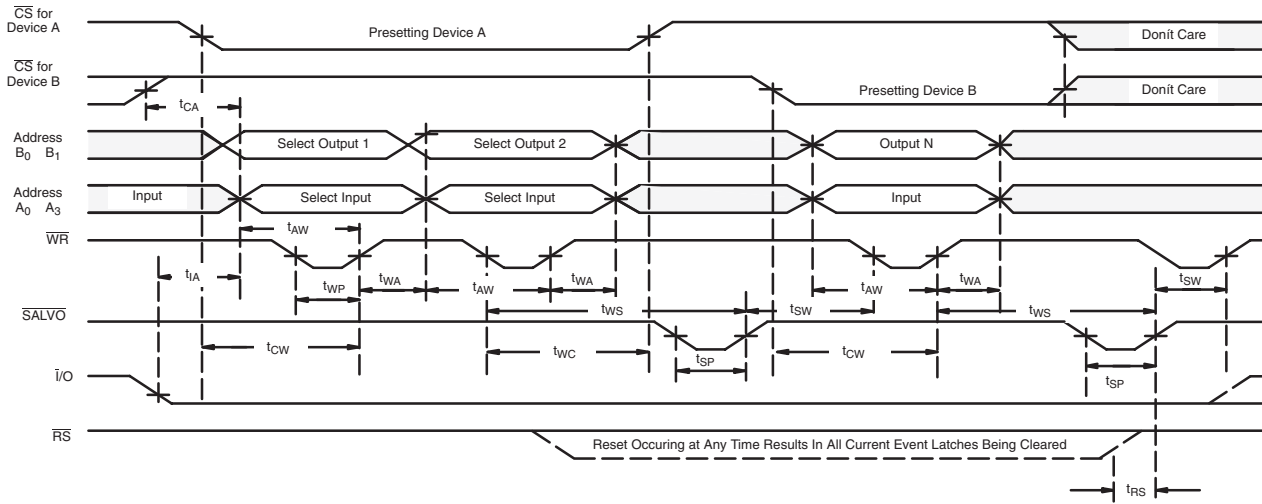 CS for
Device A
Presetting Device A
Donít Care
CS for
Device B
Presetting Device B
Donít Care
tCA
Address
B0 B1
Select Output 1
Select Output 2
Output N
Address
A0 A3
Input
Select Input
Select Input
Input
tAW
WR
tIA
tWP
tWA
tAW
tWA
tAW
tWA
tSW
tWS
tSW
tWS
SALVO
tCW
tWC
tSP
tCW
tSP
I/O
RS
Reset Occuring at Any Time Results In All Current Event Latches Being Cleared
tRS